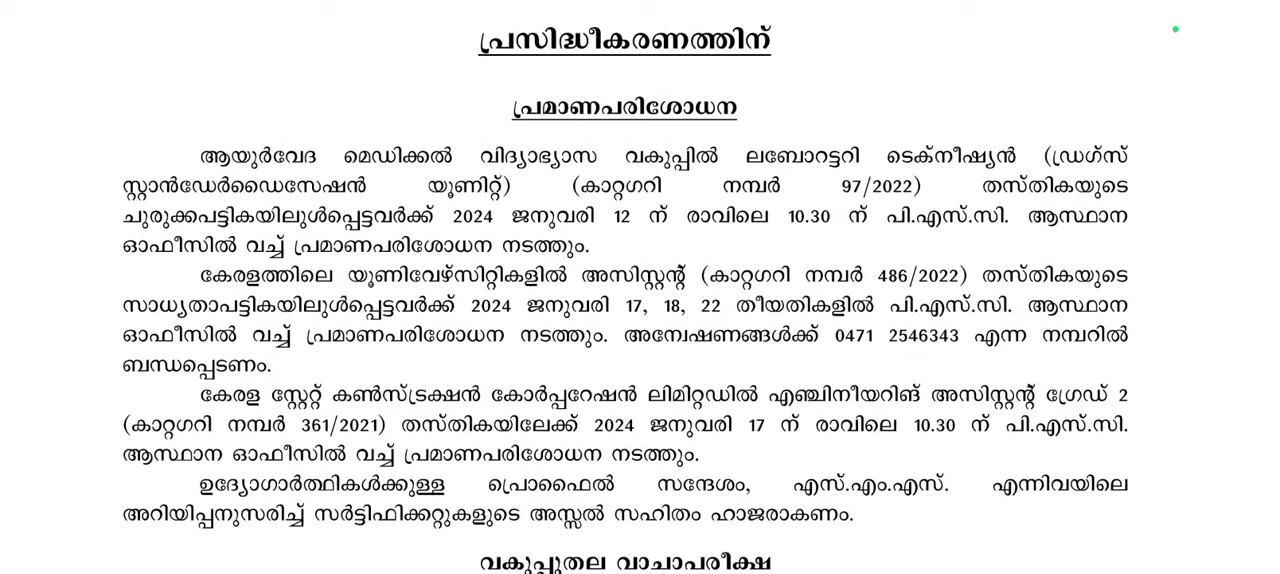 പ്രസിദ്ധീകരണത്തിന്
പ്രമാണപരിശോധന
ആയുർവേദ മെഡിക്കൽ വിദ്യാഭ്യാസ വകുപ്പിൽ ലബോറട്ടറി ടെക്നീഷ്യൻ (ഡ്രഗ്സ്
സ്റ്റാൻഡേർഡൈസേഷൻ യൂണിറ്റ്) (കാറ്റഗറി നമ്പർ 97/2022) തസ്തികയുടെ
ചുരുക്കപട്ടികയിലുൾപ്പെട്ടവർക്ക് 2024 ജനുവരി 12 ന് രാവിലെ 10.30 ന് പി.എസ്.സി. ആസ്ഥാന
ഓഫീസിൽ വച്ച് പ്രമാണപരിശോധന നടത്തും.
കേരളത്തിലെ യൂണിവേഴ്സിറ്റികളിൽ അസിസ്റ്റന്റ് (കാറ്റഗറി നമ്പർ 486/2022) തസ്തികയുടെ
സാധ്യതാപട്ടികയിലുൾപ്പെട്ടവർക്ക് 2024 ജനുവരി 17, 18, 22 തീയതികളിൽ പി.എസ്.സി. ആസ്ഥാന
ഓഫീസിൽ വച്ച് പ്രമാണപരിശോധന നടത്തും. അന്വേഷണങ്ങൾക്ക് 0471 2546343 എന്ന നമ്പറിൽ
ബന്ധപ്പെടണം.
കേരള സ്റ്റേറ്റ് കൺസ്ട്രക്ഷൻ കോർപ്പറേഷൻ ലിമിറ്റഡിൽ എഞ്ചിനീയറിങ് അസിസ്റ്റന്റ് ഗ്രേഡ് 2
(കാറ്റഗറി നമ്പർ 361/2021) തസ്തികയിലേക്ക് 2024 ജനുവരി 17 ന് രാവിലെ 10.30 ന് പി.എസ്.സി.
ആസ്ഥാന ഓഫീസിൽ വച്ച് പ്രമാണപരിശോധന നടത്തും.
ഉദ്യോഗാർത്ഥികൾക്കുള്ള പ്രൊഫൈൽ സന്ദേശം, എസ്.എം.എസ്. എന്നിവയിലെ
അറിയിപ്പനുസരിച്ച് സർട്ടിഫിക്കറ്റുകളുടെ അസ്സൽ സഹിതം ഹാജരാകണം.
വകുപ്പുതല വാചാപരീക്ഷ